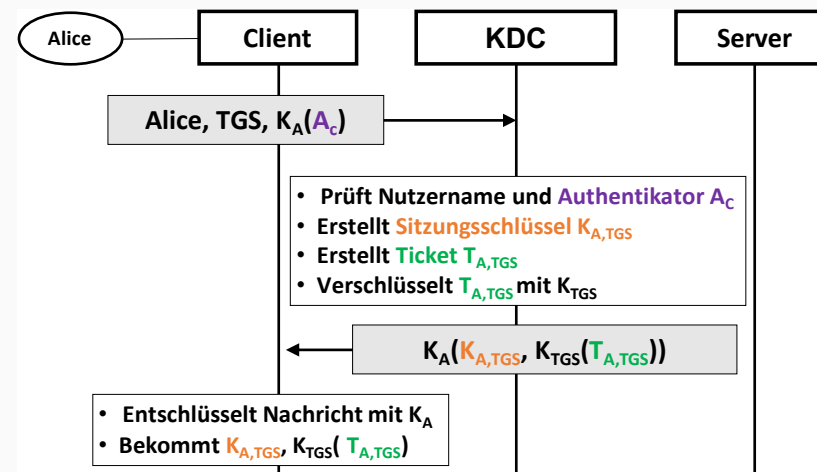 Alice
Client
KDC
Server
Alice, TGS, K_A(A_c)
• Prüft Nutzername und Authentikator A_C
• Erstellt Sitzungsschlüssel K_A,TGS
• Erstellt Ticket T_A,TGS
• Verschlüsselt T_A,TGS mit K_TGS
K_A(K_A,TGS, K_TGS(T_A,TGS))
• Entschlüsselt Nachricht mit K_A
• Bekommt K_A,TGS, K_TGS( T_A,TGS)